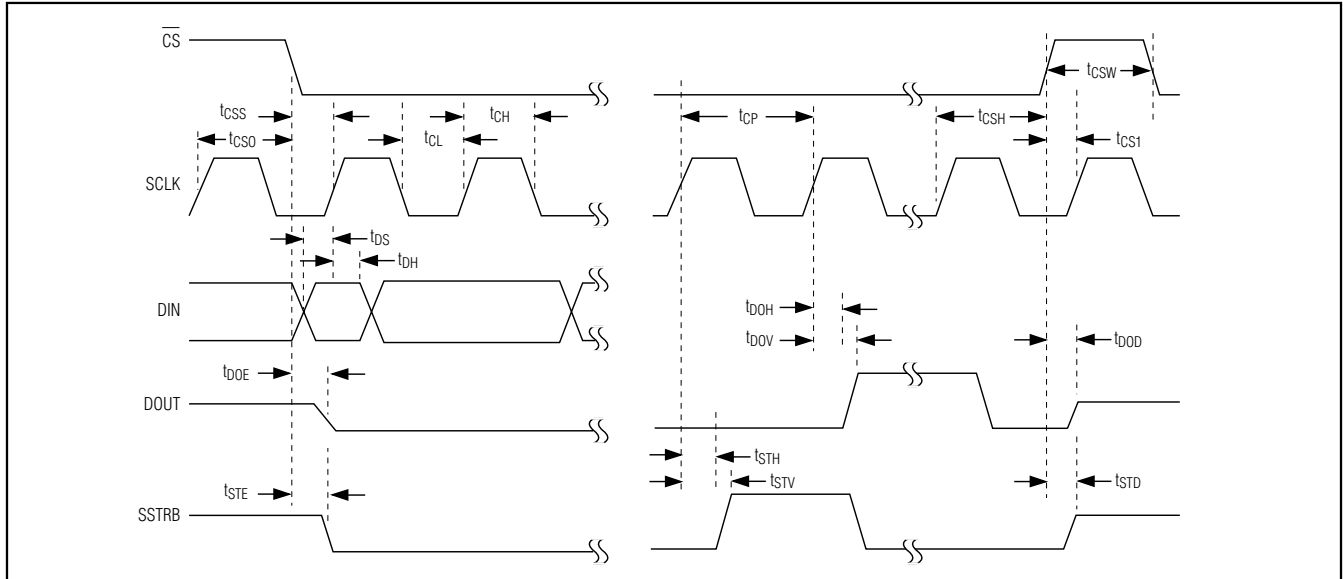 CS
tCSS
tCSO
tCL
tCH
tCP
tCSH
tCSW
tCS1
SCLK
tDS
tDH
DIN
tDOH
tDOV
tDOD
tDOE
DOUT
tSTH
tSTV
tSTE
tSTD
SSTRB